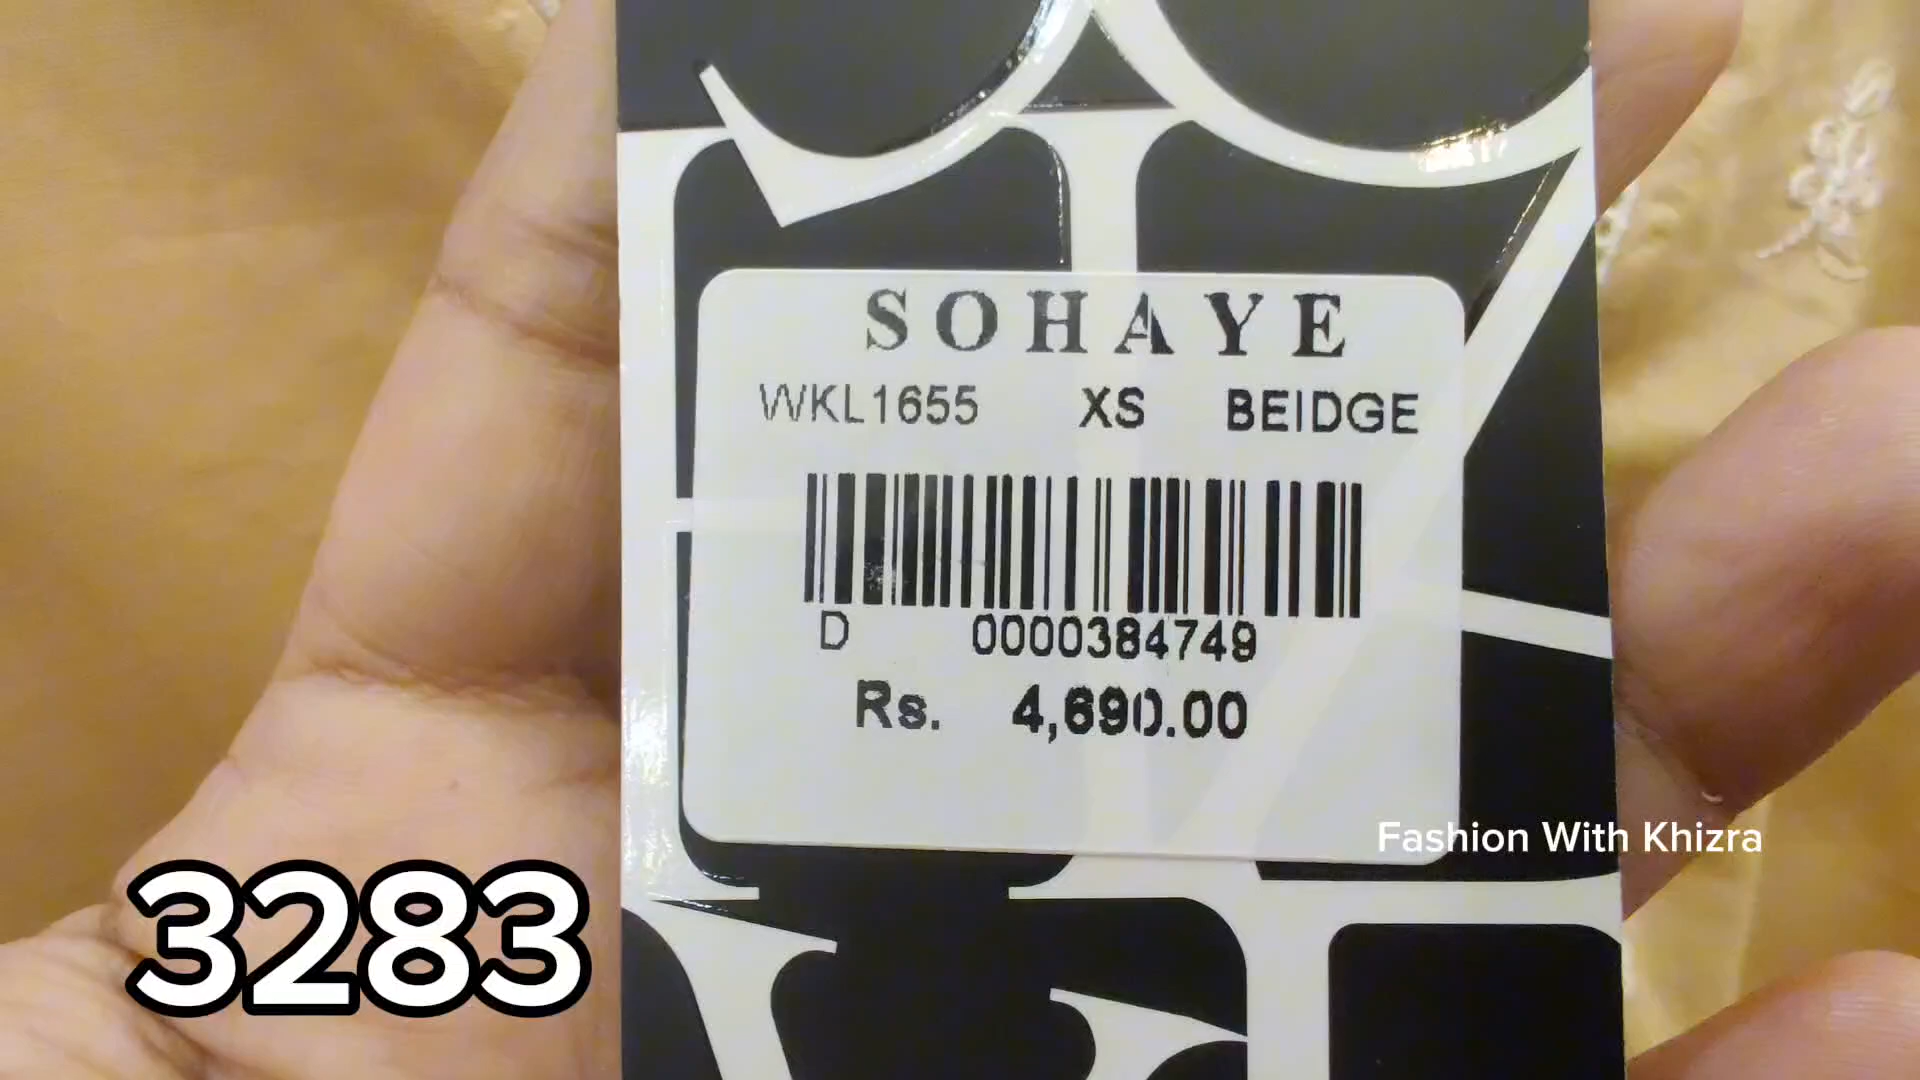 SOHAYE
WKL1655 XS BEIDGE
D 0000384749
Rs. 4,690.00
Fashion With Khizra
3283